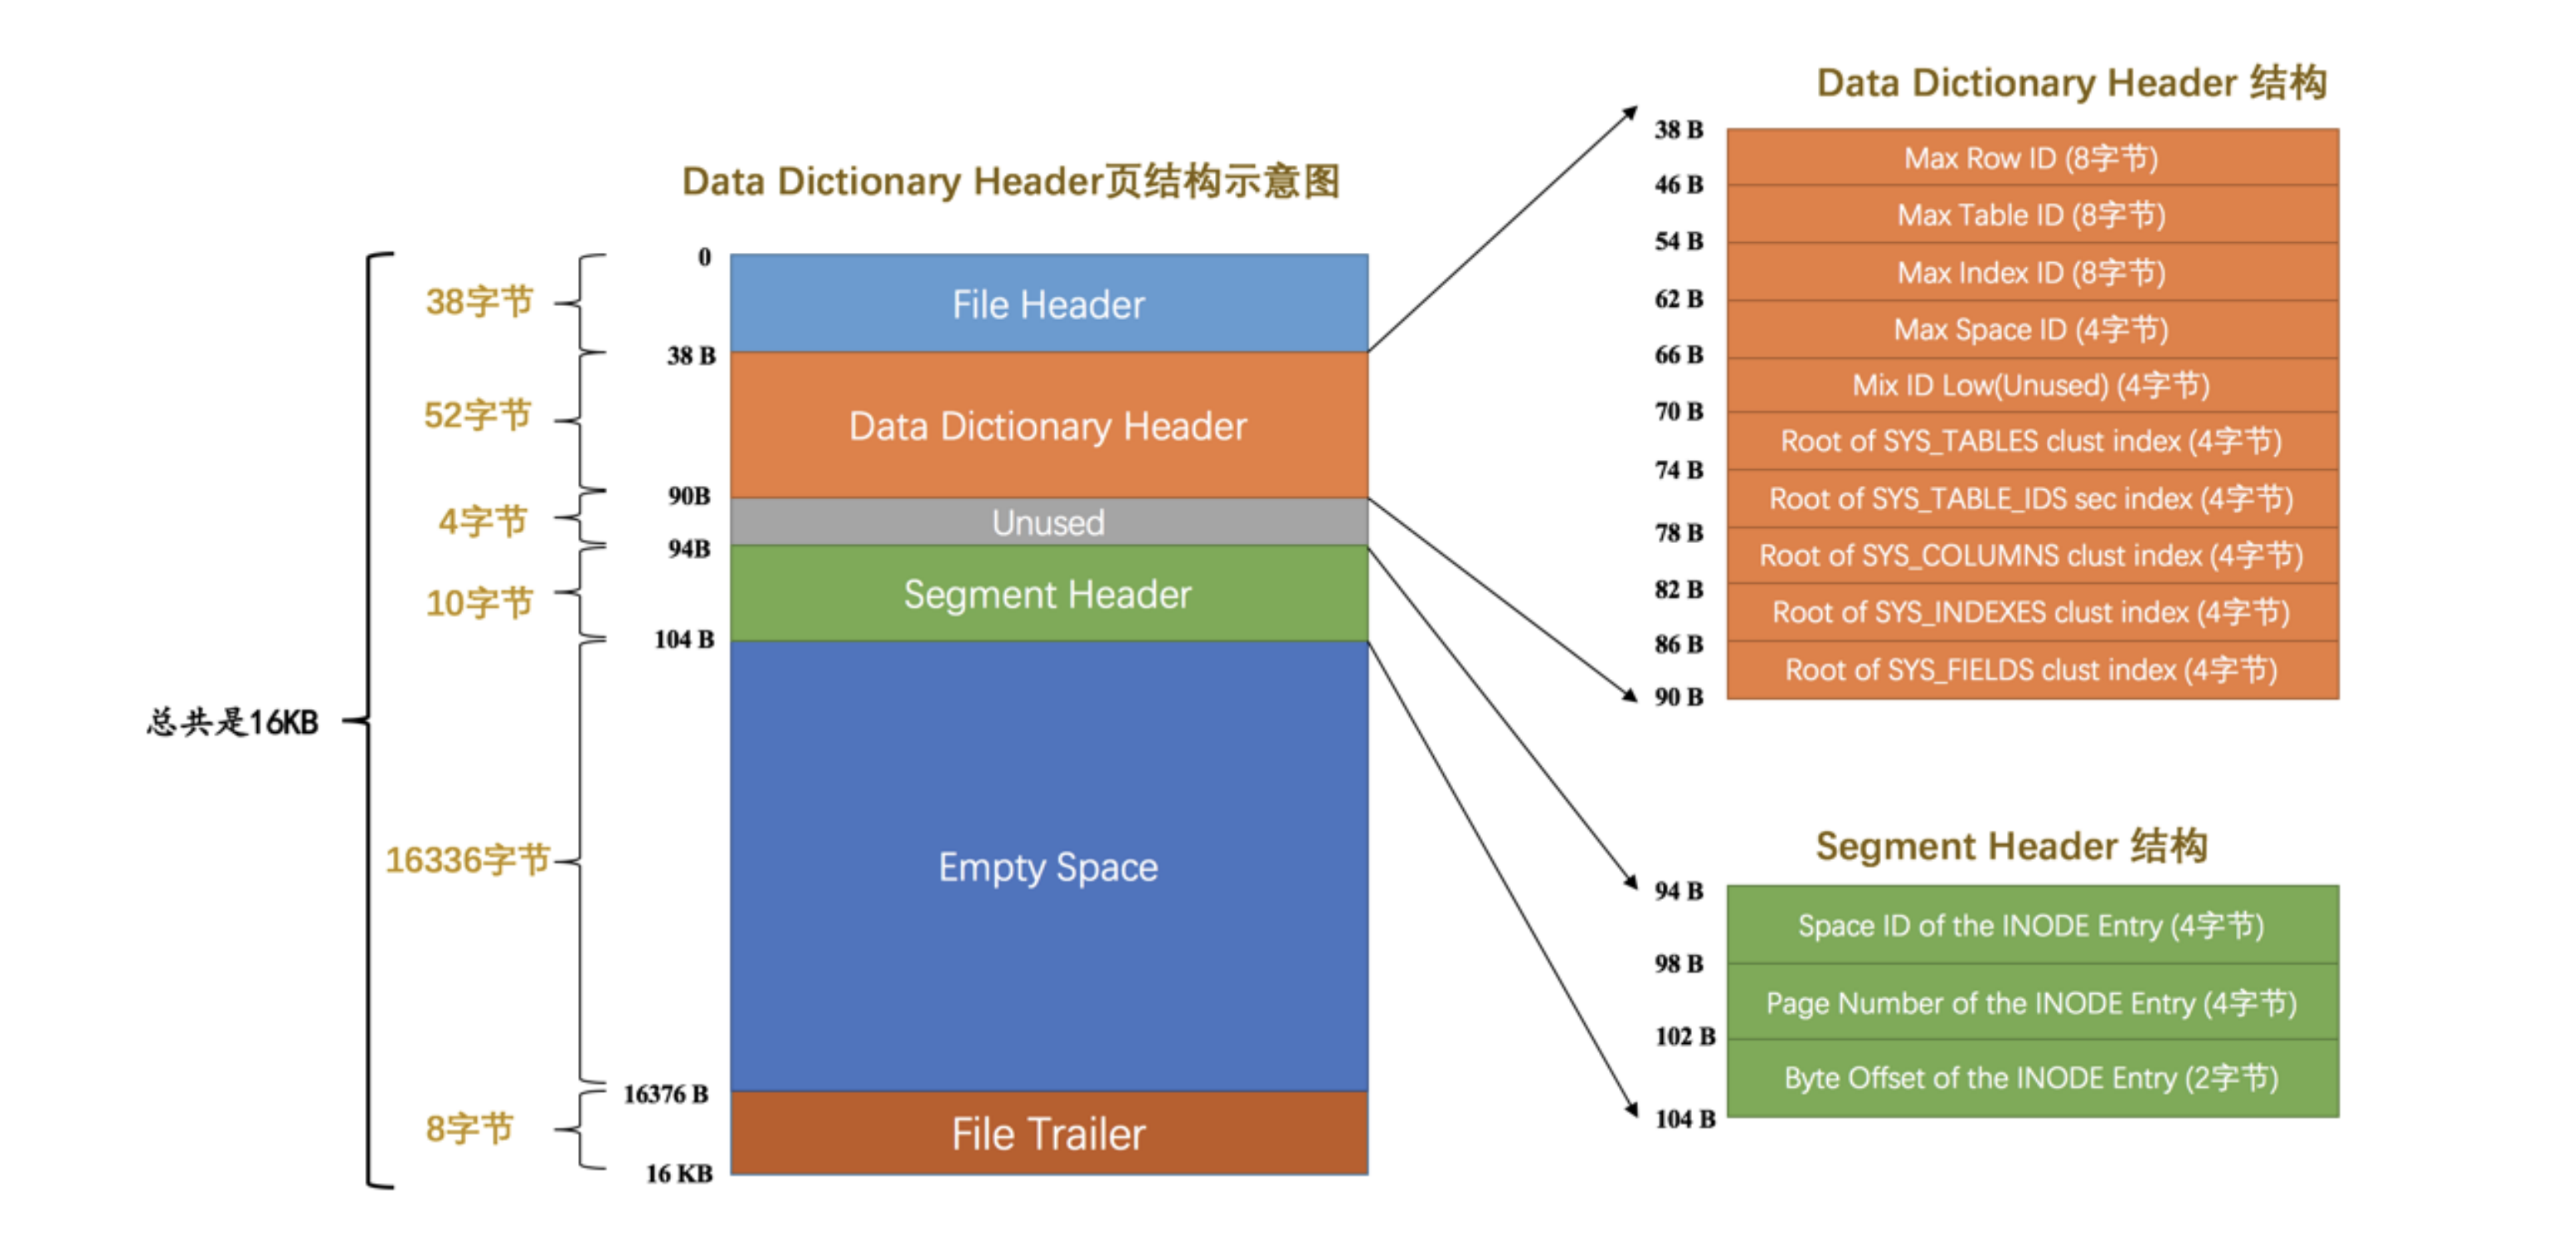 Data Dictionary Header页结构示意图
总共是16KB
38字节
52字节
4字节
10字节
16336字节
8字节
0
38 B
90B
94B
104 B
16376 B
16 KB
File Header
Data Dictionary Header
Unused
Segment Header
Empty Space
File Trailer
Data Dictionary Header 结构
38 B
Max Row ID (8字节)
46 B
Max Table ID (8字节)
54 B
Max Index ID (8字节)
62 B
Max Space ID (4字节)
66 B
Mix ID Low(Unused) (4字节)
70 B
Root of SYS_TABLES clust index (4字节)
74 B
Root of SYS_TABLE_IDS sec index (4字节)
78 B
Root of SYS_COLUMNS clust index (4字节)
82 B
Root of SYS_INDEXES clust index (4字节)
86 B
Root of SYS_FIELDS clust index (4字节)
90 B
Segment Header 结构
94 B
Space ID of the INODE Entry (4字节)
98 B
Page Number of the INODE Entry (4字节)
102 B
Byte Offset of the INODE Entry (2字节)
104 B